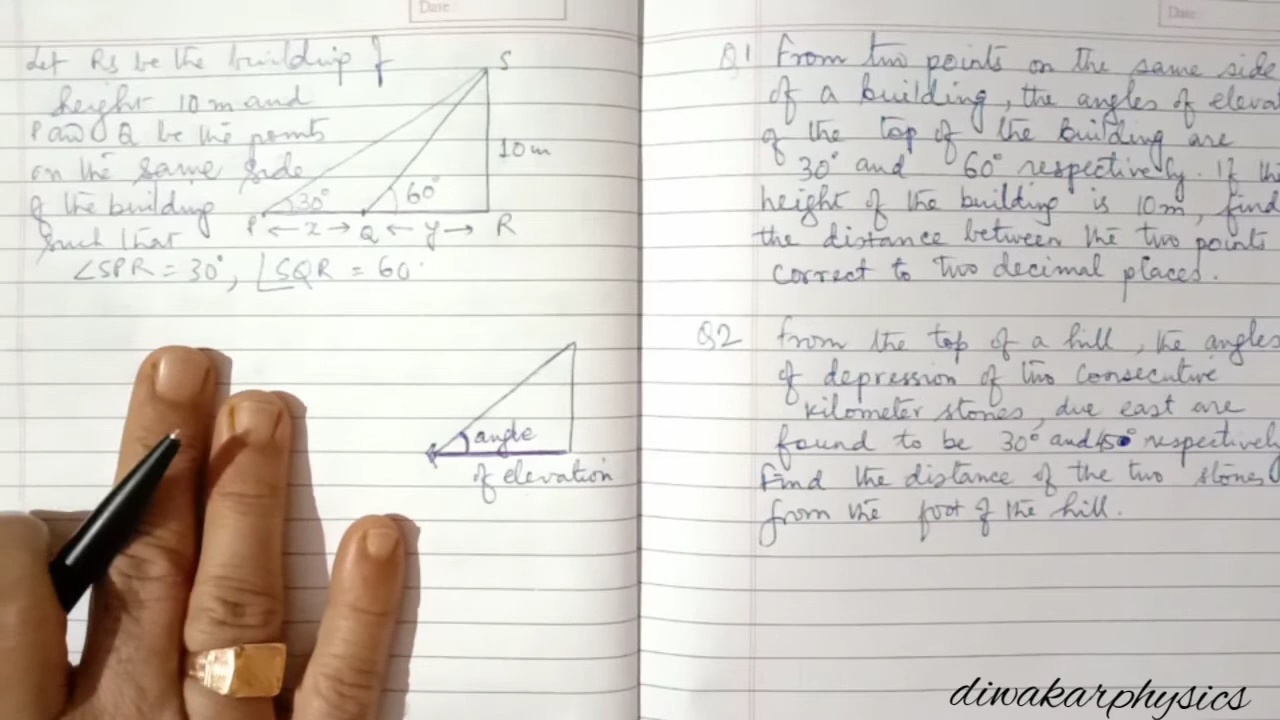 Date
Let RS be the building of
height 10 m and
P and Q be the points
on the same side
of the building
such that
∠SPR = 30°, ∠SQR = 60°
S
10m
30°
60°
P ← x → Q ← y → R
angle
of elevation
Date
Q1 From two points on the same side
of a building, the angles of elevat
of the top of the building are
30° and 60° respectively. If the
height of the building is 10m, find
the distance between the two points
correct to two decimal places.
Q2 From the top of a hill, the angles
of depression of two consecutive
kilometer stones due east are
found to be 30° and 45° respectively
Find the distance of the two stones
from the foot of the hill.
diwakarphysics